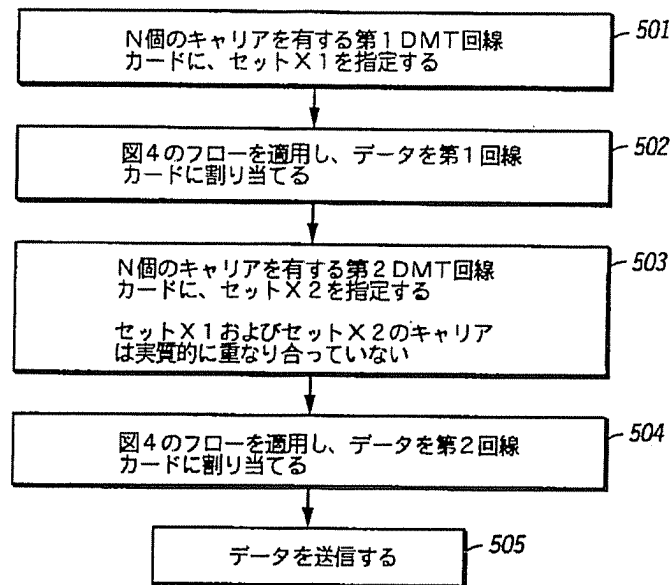 N個のキャリアを有する第1DMT回線
カードに、セットX1を指定する
501
図4のフローを適用し、データを第1回線
カードに割り当てる
502
N個のキャリアを有する第2DMT回線
カードに、セットX2を指定する
セットX1およびセットX2のキャリア
は実質的に重なり合っていない
503
図4のフローを適用し、データを第2回線
カードに割り当てる
504
データを送信する
505